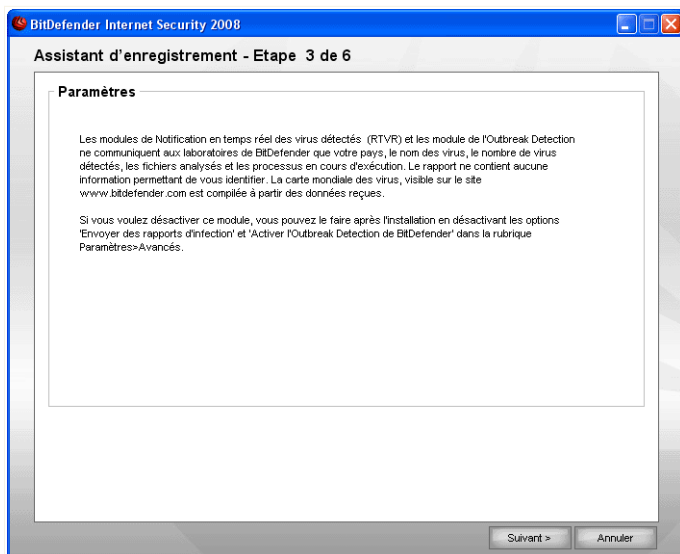 BitDefender Internet Security 2008
Assistant d'enregistrement - Etape 3 de 6
Paramètres
Les modules de Notification en temps réel des virus détectés (RTVR) et les module de l'Outbreak Detection
ne communiquent aux laboratoires de BitDefender que votre pays, le nom des virus, le nombre de virus
détectés, les fichiers analysés et les processus en cours d'exécution. Le rapport ne contient aucune
information permettant de vous identifier. La carte mondiale des virus, visible sur le site
www.bitdefender.com est compilée à partir des données reçues.
Si vous voulez désactiver ce module, vous pouvez le faire après l'installation en désactivant les options
'Envoyer des rapports d'infection' et 'Activer l'Outbreak Detection de BitDefender' dans la rubrique
Paramètres>Avancés.
Suivant >
Annuler